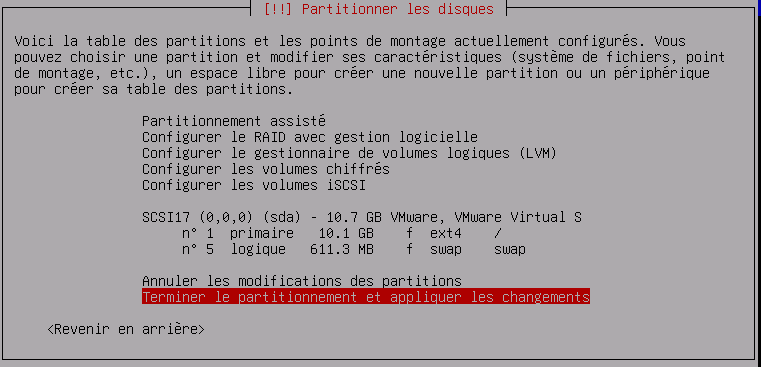 [!!] Partitionner les disques
Voici la table des partitions et les points de montage actuellement configurés. Vous
pouvez choisir une partition et modifier ses caractéristiques (système de fichiers, point
de montage, etc.), un espace libre pour créer une nouvelle partition ou un périphérique
pour créer sa table des partitions.
Partitionnement assisté
Configurer le RAID avec gestion logicielle
Configurer le gestionnaire de volumes logiques (LVM)
Configurer les volumes chiffrés
Configurer les volumes iSCSI
SCSI17 (0,0,0) (sda) - 10.7 GB VMware, VMware Virtual S
n° 1 primaire 10.1 GB f ext4 /
n° 5 logique 611.3 MB f swap swap
Annuler les modifications des partitions
Terminer le partitionnement et appliquer les changements
<Revenir en arrière>